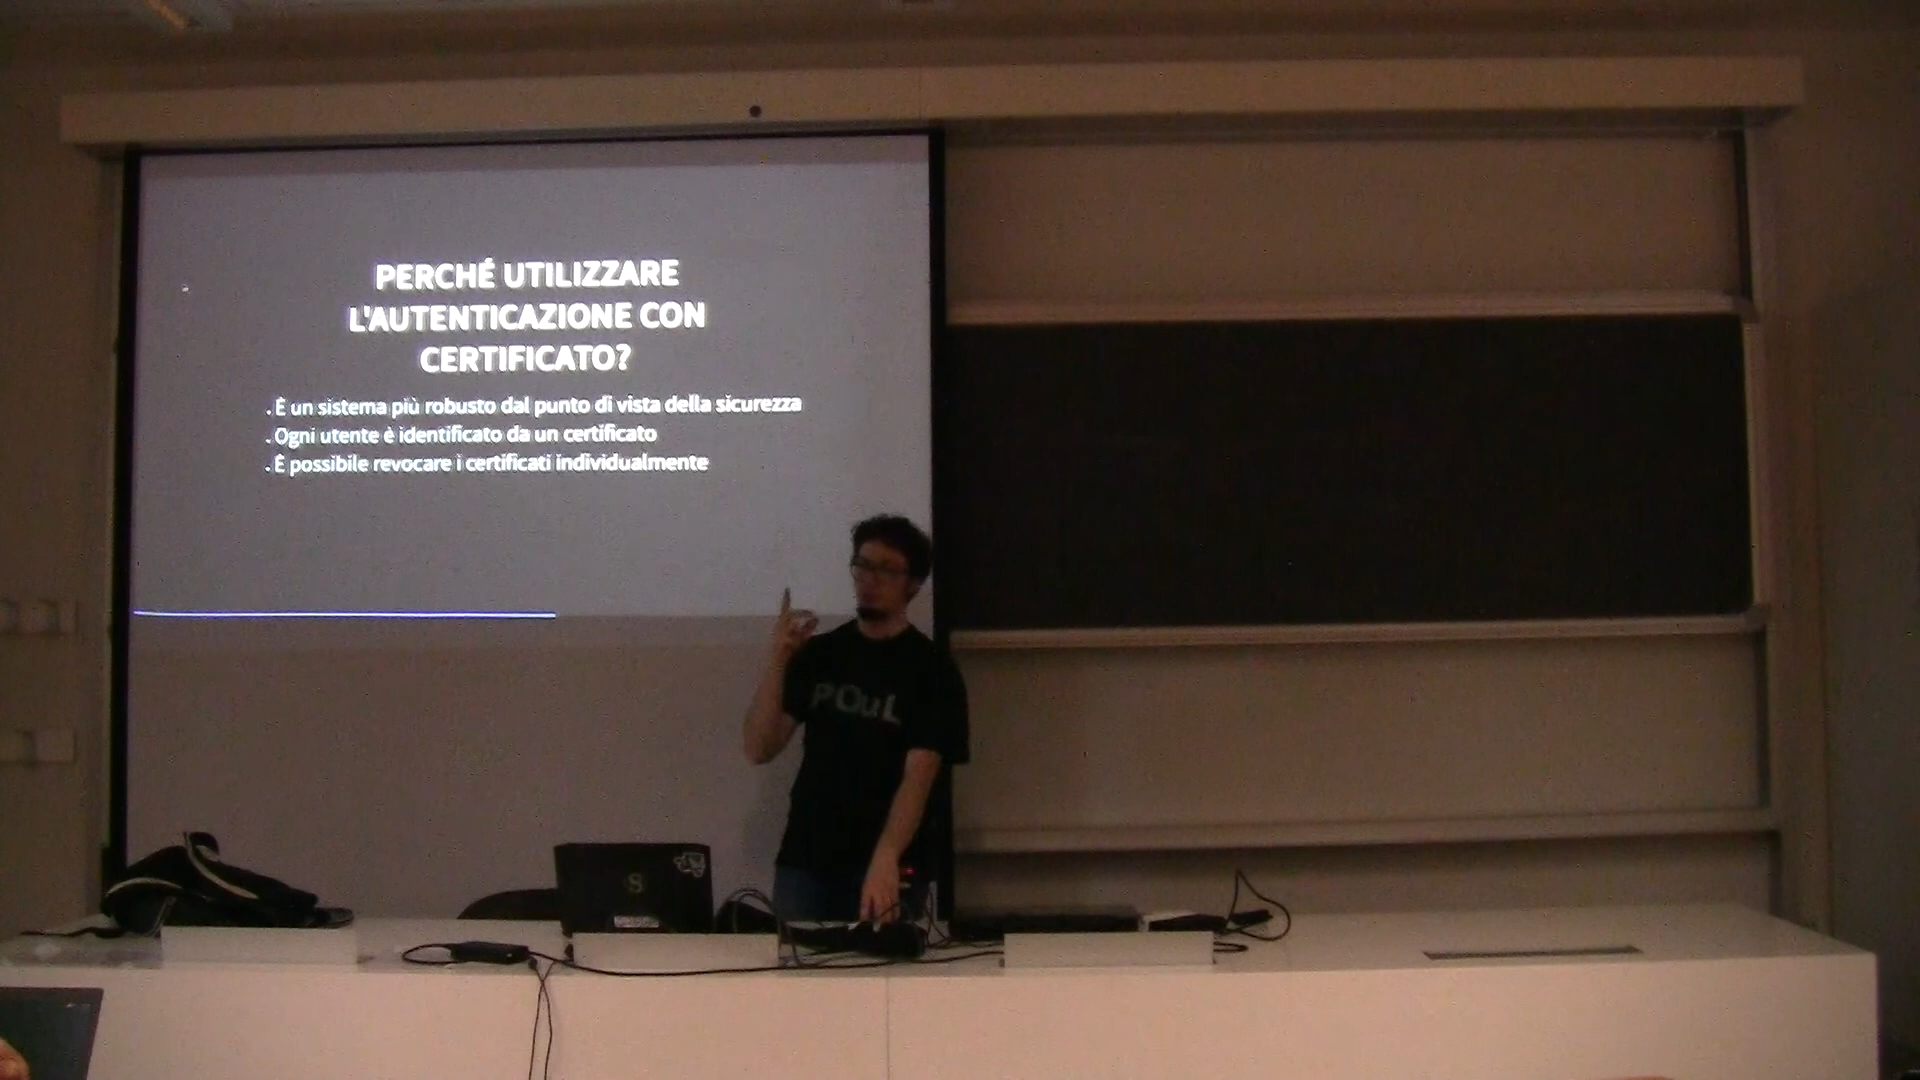 PERCHÉ UTILIZZARE
L'AUTENTICAZIONE CON
CERTIFICATO?
. È un sistema più robusto dal punto di vista della sicurezza
. Ogni utente è identificato da un certificato
. È possibile revocare i certificati individualmente
POuL
S